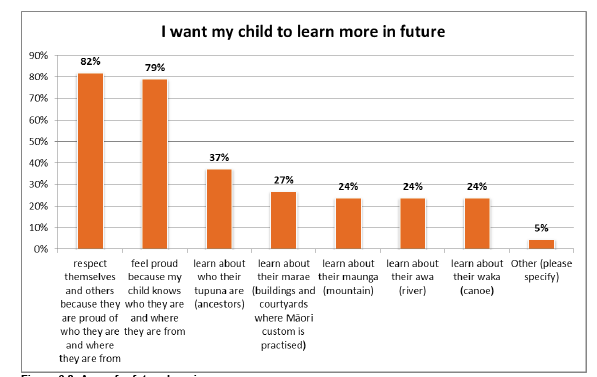 I want my child to learn more in future
90%
80%
70%
60%
50%
40%
30%
20%
10%
0%
82%
79%
37%
27%
24%
24%
24%
5%
respect
themselves
and others
because they
are proud of
who they are
and where
they are from
feel proud
because my
child knows
who they are
and where
they are from
learn about
who their
tupuna are
(ancestors)
learn about
their marae
(buildings and
courtyards
where Māori
custom is
practised)
learn about
their maunga
(mountain)
learn about
their awa
(river)
learn about
their waka
(canoe)
Other (please
specify)